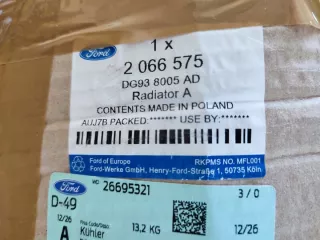 Ford
1 x
2 066 575
DG93 8005 AD
Radiator A
CONTENTS MADE IN POLAND
AUJ7B PACKED:******* USE BY:*******
Ford of Europe
RKPMS NO. MFL001
Ford-Werke GmbH, Henry-Ford-Straße 1, 50735 Köln
Ford
WC 26695321
D-49
3 / 0
12/26
13,2 KG
12/26
A
Kühler